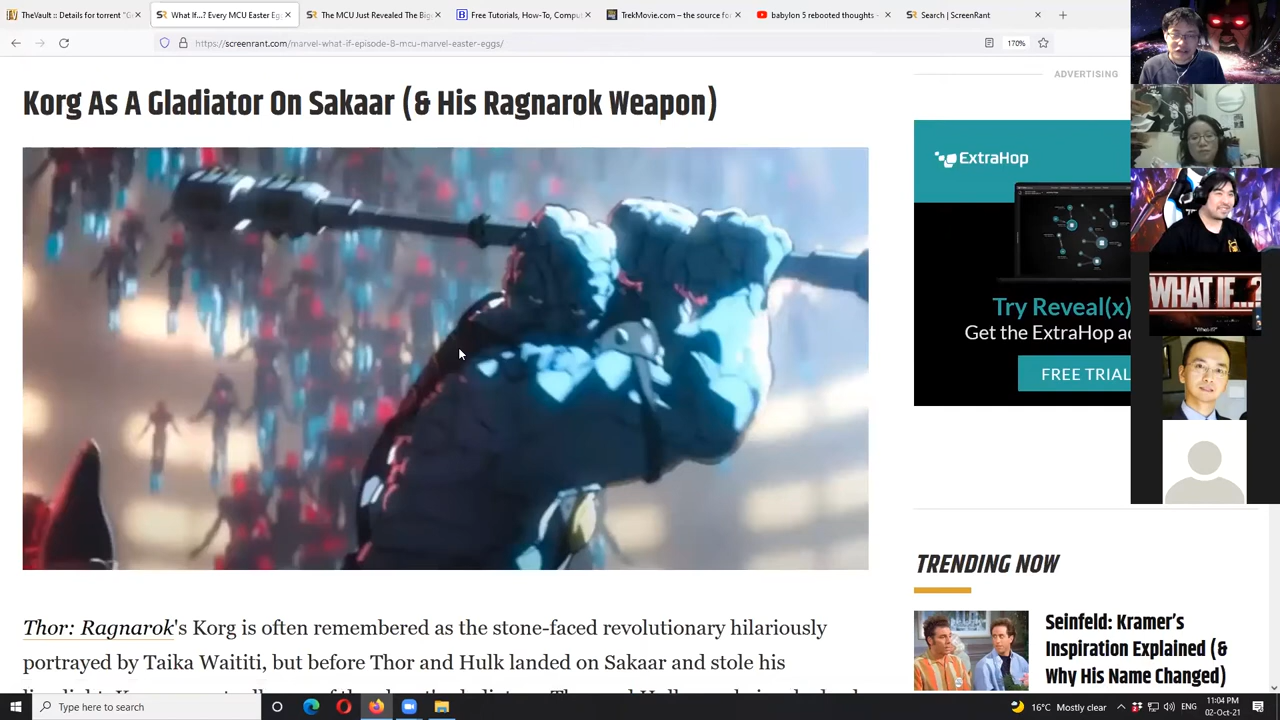 TheVault :: Details for torrent "G
What If...? Every MCU Easter Eg
The MCU Just Revealed The Big
Free Tutorials, How-To, Compu
TrekMovie.com – the source fo
babylon 5 rebooted thoughts -
Search | ScreenRant
https://screenrant.com/marvel-what-if-episode-8-mcu-marvel-easter-eggs/
170%
Korg As A Gladiator On Sakaar (& His Ragnarok Weapon)
ADVERTISING
ExtraHop
Try Reveal(x)
Get the ExtraHop a
FREE TRIAL
WHAT IF...?
TRENDING NOW
Seinfeld: Kramer's
Inspiration Explained (&
Why His Name Changed)
Thor: Ragnarok's Korg is often remembered as the stone-faced revolutionary hilariously
portrayed by Taika Waititi, but before Thor and Hulk landed on Sakaar and stole his
Type here to search
16°C Mostly clear
11:04 PM
02-Oct-21